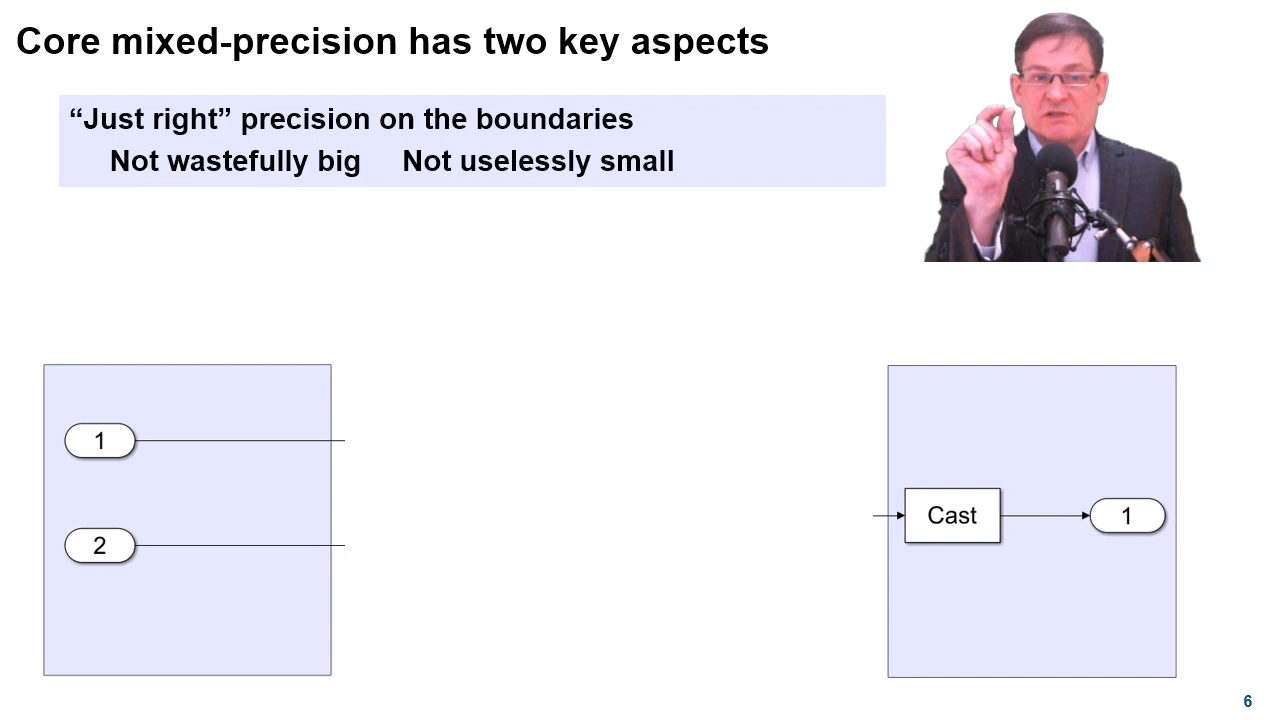 Core mixed-precision has two key aspects
“Just right” precision on the boundaries
Not wastefully big Not uselessly small
1
2
Cast
1
6